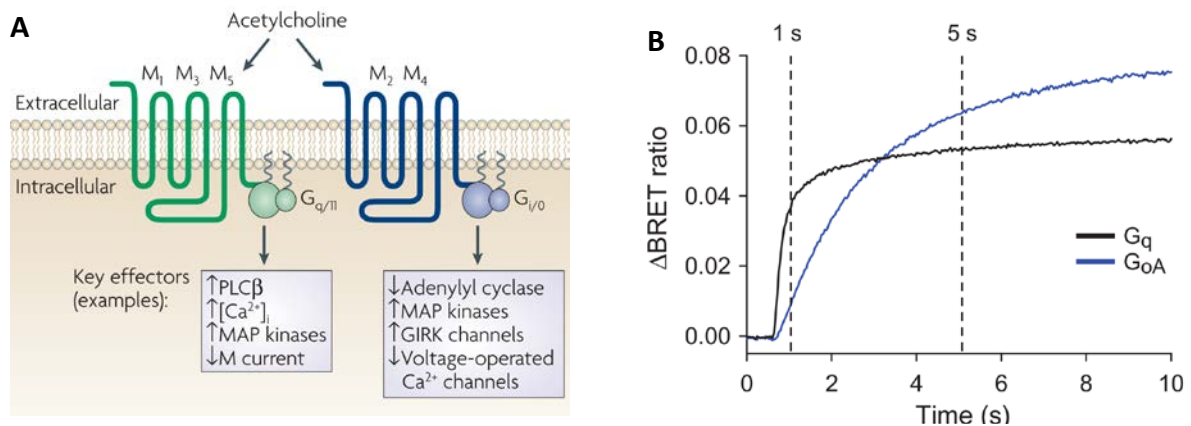 A
Acetylcholine
M₁ M₃ M₅
M₂ M₄
Extracellular
Intracellular
Gq/11
Gi/0
Key effectors
(examples):
↑PLCβ
↑[Ca²⁺]i
↑MAP kinases
↓M current
↓Adenylyl cyclase
↑MAP kinases
↑GIRK channels
↓Voltage-operated
Ca²⁺ channels
B
1 s
5 s
0.08
0.06
0.04
0.02
0.00
ΔBRET ratio
Gq
GoA
0 2 4 6 8 10
Time (s)